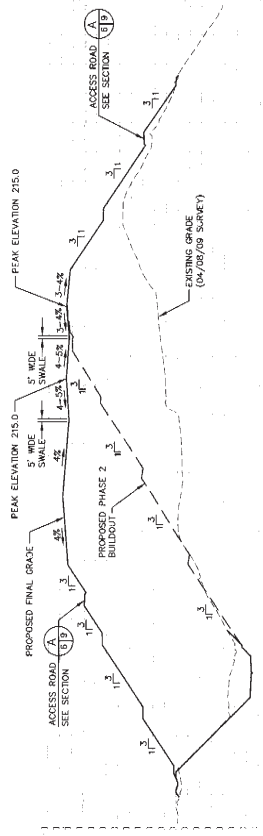 A
6 9
ACCESS ROAD
SEE SECTION
PROPOSED FINAL GRADE
5' WIDE
SWALE
PEAK ELEVATION 215.0
5' WIDE
SWALE
PEAK ELEVATION 215.0
A
6 9
ACCESS ROAD
SEE SECTION
4%
4%
4-5%
4-5%
3-4%
3-4%
3
1
3
1
3
1
3
1
3
1
3
1
3
1
3
1
3
1
3
1
PROPOSED PHASE 2
BUILDOUT
EXISTING GRADE
(04/08/09 SURVEY)